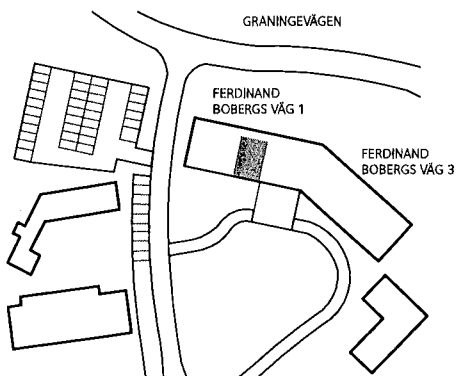 GRANINGEVÄGEN
FERDINAND
BOBERGS VÄG 1
FERDINAND
BOBERGS VÄG 3